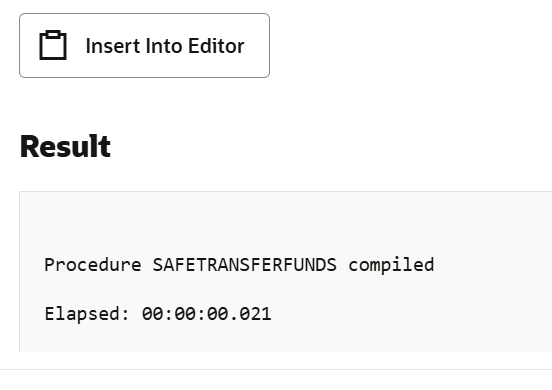 Insert Into Editor
Result
Procedure SAFETRANSFERFUNDS compiled
Elapsed: 00:00:00.021